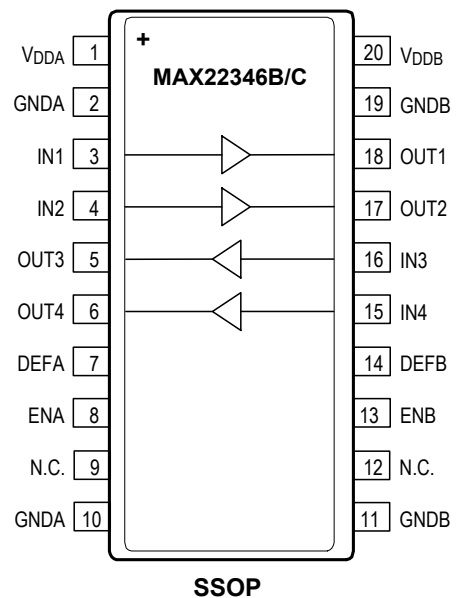 +
MAX22346B/C
VDDA 1 20 VDDB
GNDA 2 19 GNDB
IN1 3 18 OUT1
IN2 4 17 OUT2
OUT3 5 16 IN3
OUT4 6 15 IN4
DEFA 7 14 DEFB
ENA 8 13 ENB
N.C. 9 12 N.C.
GNDA 10 11 GNDB
SSOP